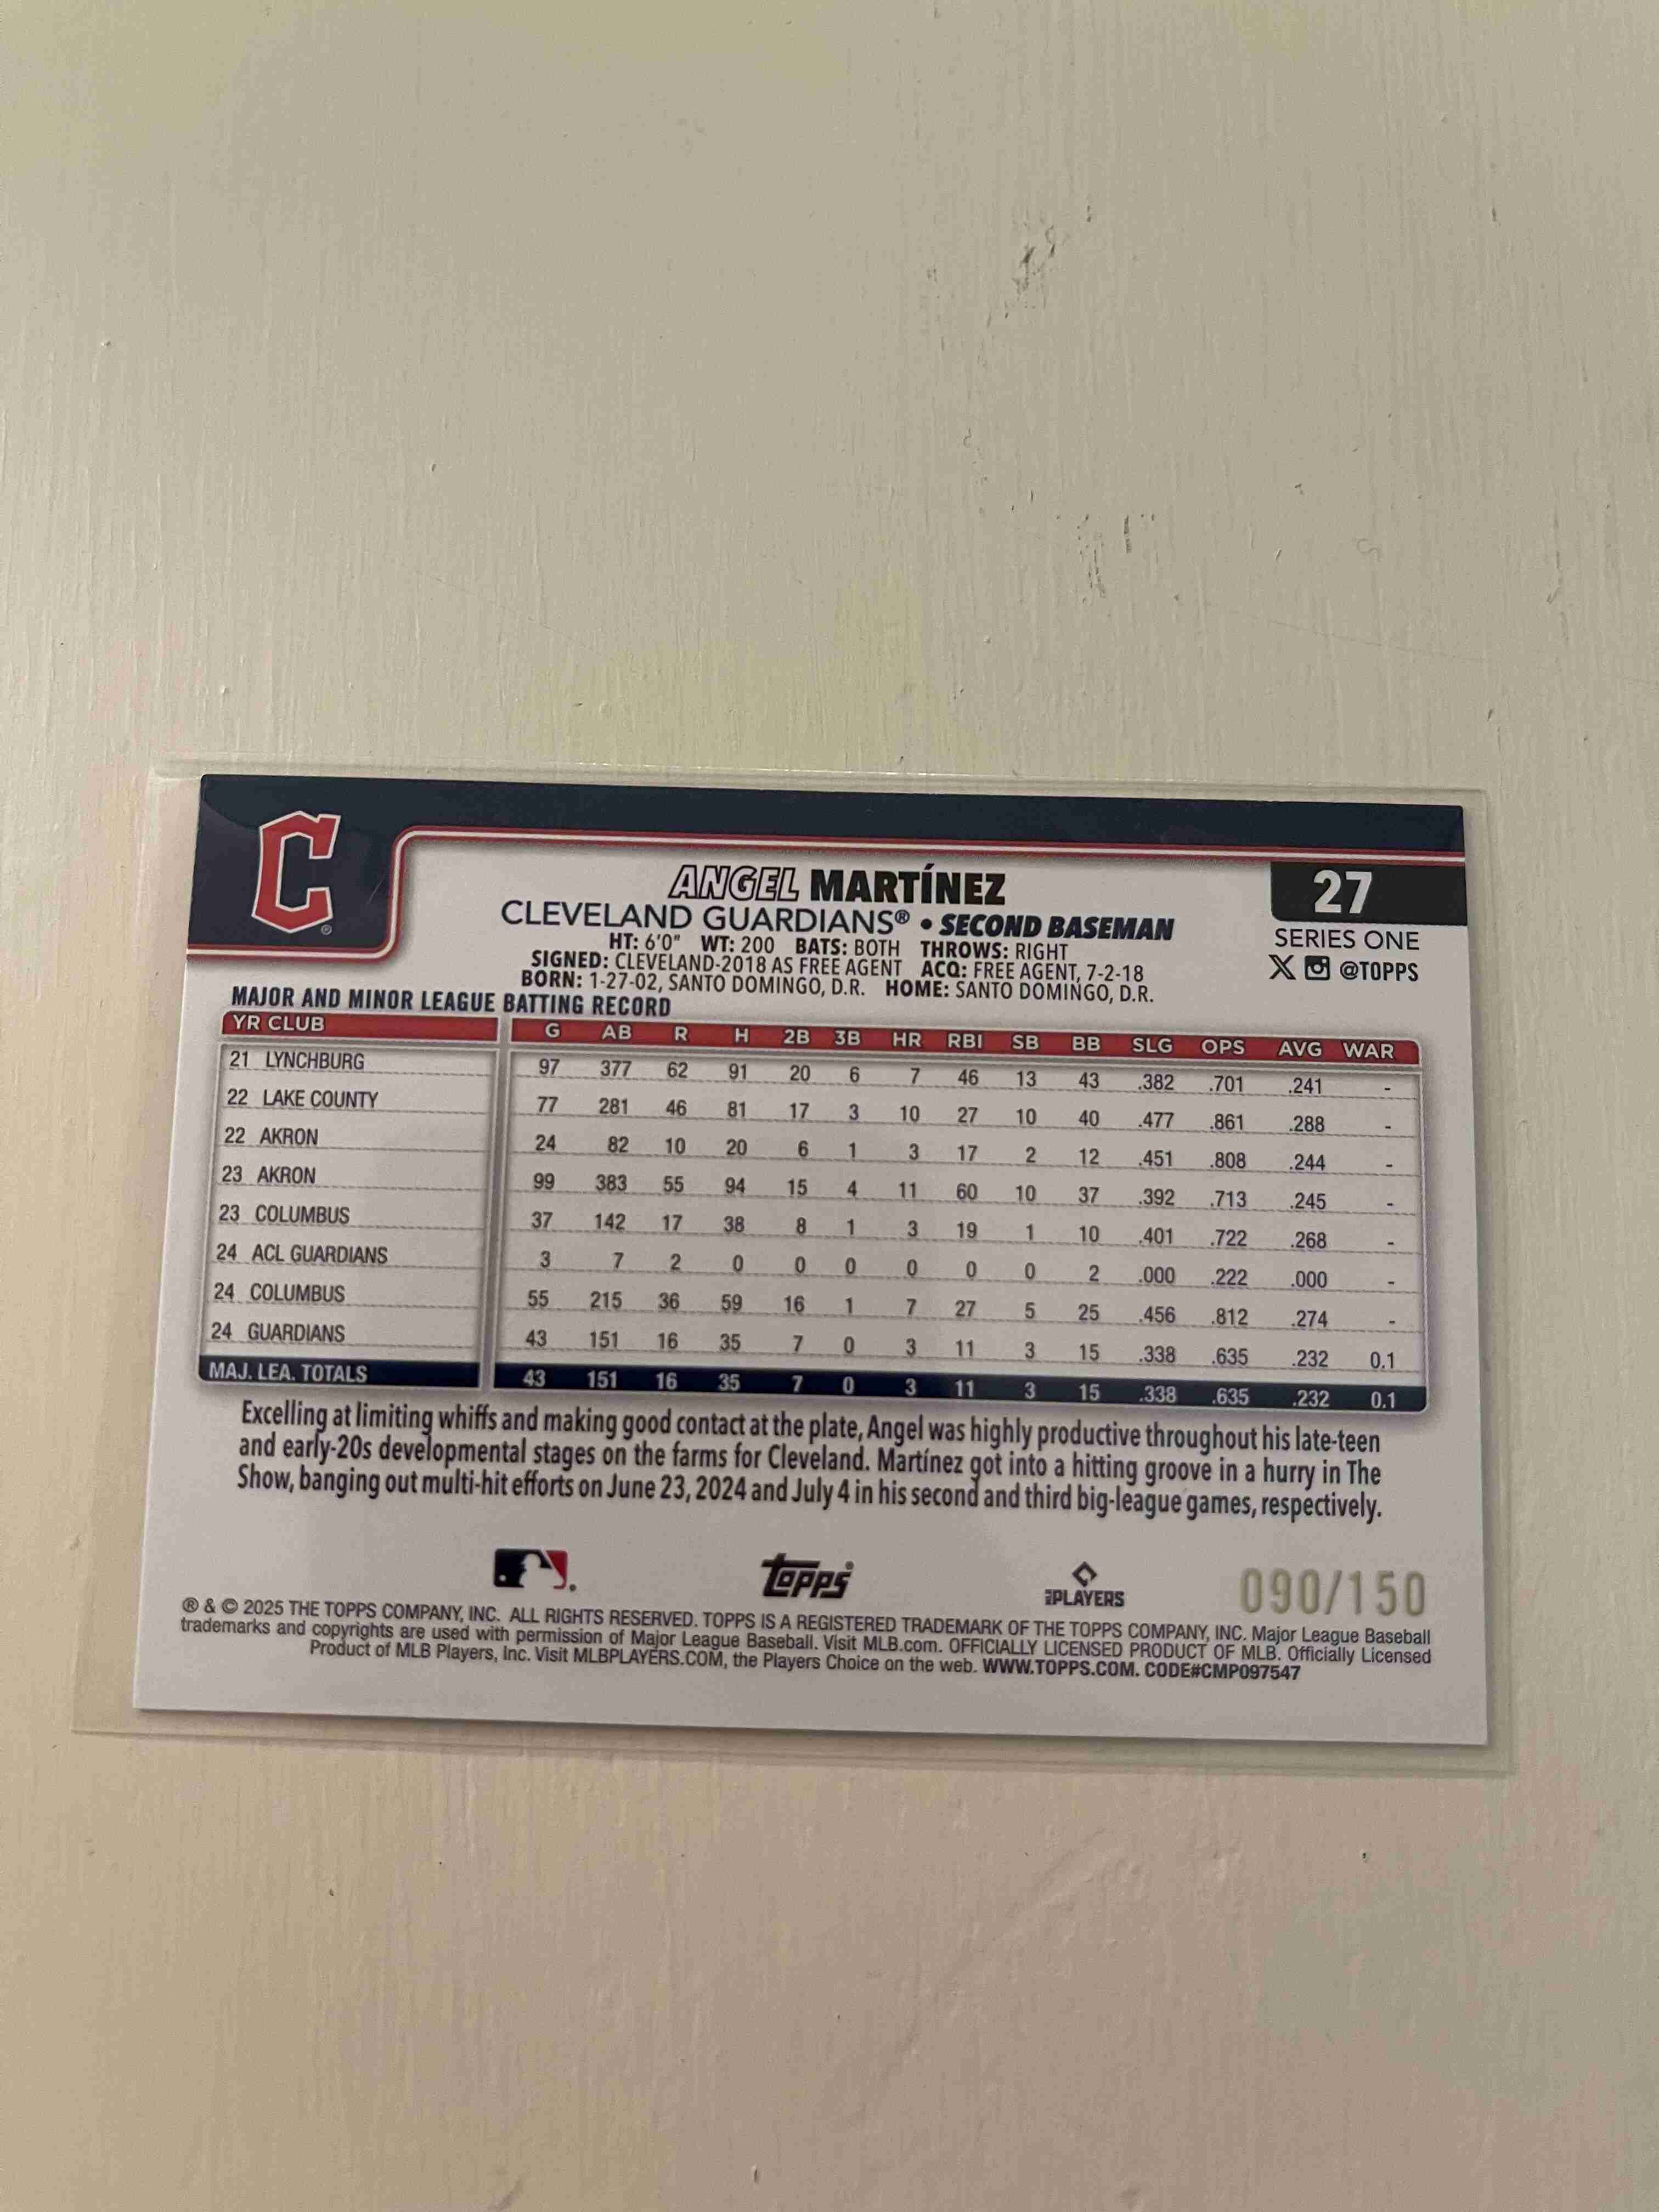 C
ANGEL MARTÍNEZ
27
CLEVELAND GUARDIANS® • SECOND BASEMAN
SERIES ONE
HT: 6'0" WT: 200 BATS: BOTH THROWS: RIGHT
SIGNED: CLEVELAND-2018 AS FREE AGENT ACQ: FREE AGENT, 7-2-18
@TOPPS
BORN: 1-27-02, SANTO DOMINGO, D.R. HOME: SANTO DOMINGO, D.R.
MAJOR AND MINOR LEAGUE BATTING RECORD
YR CLUB G AB R H 2B 3B HR RBI SB BB SLG OPS AVG WAR
21 LYNCHBURG 97 377 62 91 20 6 7 46 13 43 .382 .701 .241 -
22 LAKE COUNTY 77 281 46 81 17 3 10 27 10 40 .477 .861 .288 -
22 AKRON 24 82 10 20 6 1 3 17 2 12 .451 .808 .244 -
23 AKRON 99 383 55 94 15 4 11 60 10 37 .392 .713 .245 -
23 COLUMBUS 37 142 17 38 8 1 3 19 1 10 .401 .722 .268 -
24 ACL GUARDIANS 3 7 2 0 0 0 0 0 0 2 .000 .222 .000 -
24 COLUMBUS 55 215 36 59 16 1 7 27 5 25 .456 .812 .274 -
24 GUARDIANS 43 151 16 35 7 0 3 11 3 15 .338 .635 .232 0.1
MAJ. LEA. TOTALS 43 151 16 35 7 0 3 11 3 15 .338 .635 .232 0.1
Excelling at limiting whiffs and making good contact at the plate, Angel was highly productive throughout his late-teen
and early-20s developmental stages on the farms for Cleveland. Martínez got into a hitting groove in a hurry in The
Show, banging out multi-hit efforts on June 23, 2024 and July 4 in his second and third big-league games, respectively.
topps®
PLAYERS
090/150
® & © 2025 THE TOPPS COMPANY, INC. ALL RIGHTS RESERVED. TOPPS IS A REGISTERED TRADEMARK OF THE TOPPS COMPANY, INC. Major League Baseball
trademarks and copyrights are used with permission of Major League Baseball. Visit MLB.com. OFFICIALLY LICENSED PRODUCT OF MLB. Officially Licensed
Product of MLB Players, Inc. Visit MLBPLAYERS.COM, the Players Choice on the web. WWW.TOPPS.COM. CODE#CMP097547